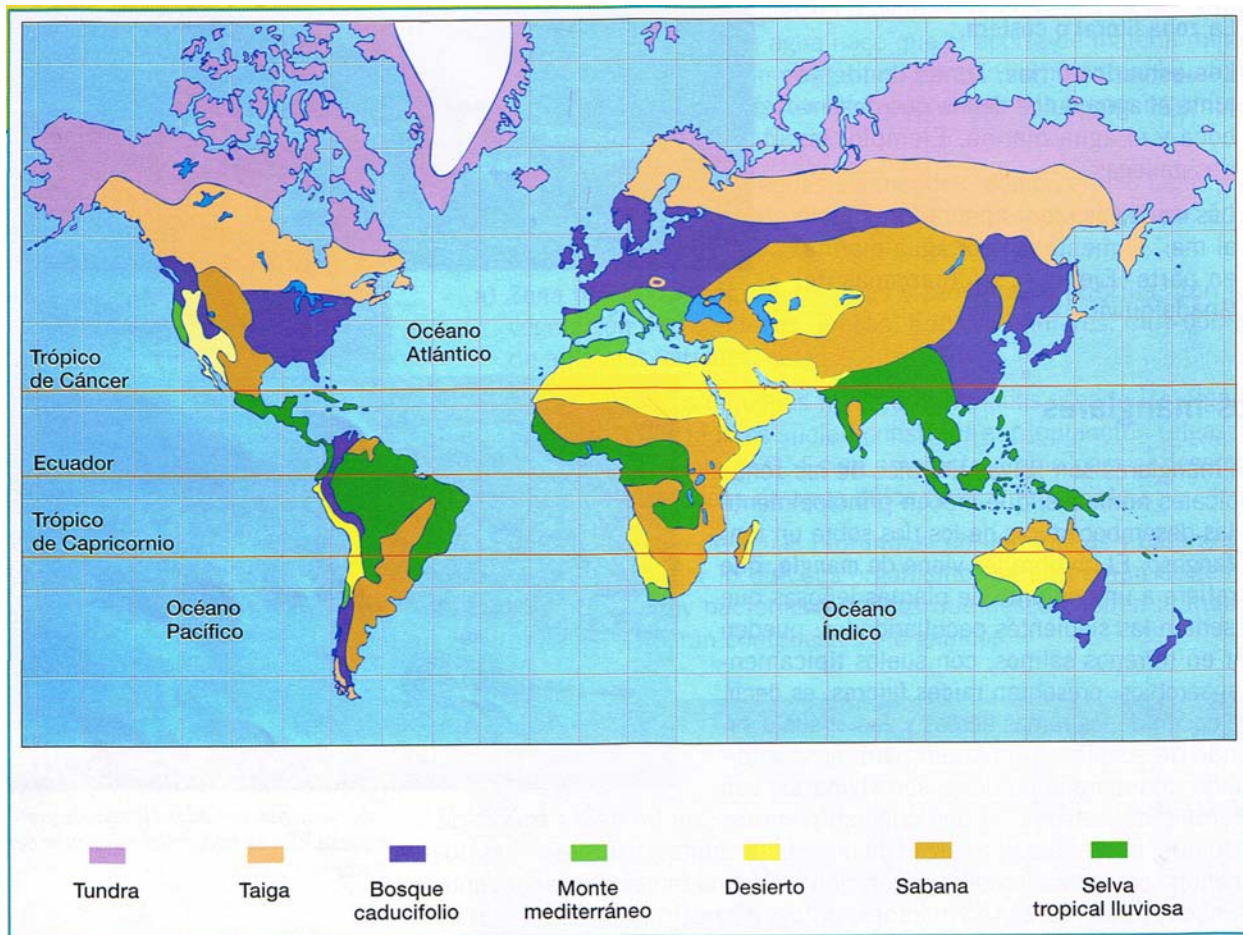 Océano
Atlántico
Trópico
de Cáncer
Ecuador
Trópico
de Capricornio
Océano
Pacífico
Océano
Índico
Tundra
Taiga
Bosque
caducifolio
Monte
mediterráneo
Desierto
Sabana
Selva
tropical lluviosa